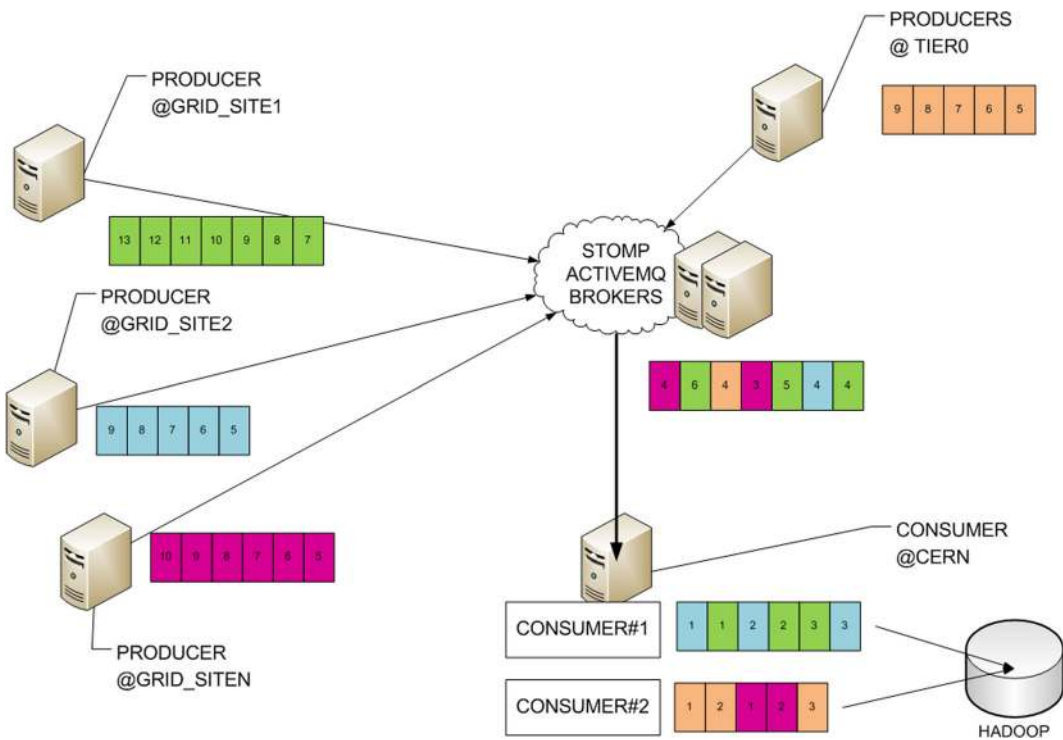 PRODUCERS
@ TIER0
9 8 7 6 5
PRODUCER
@GRID_SITE1
13 12 11 10 9 8 7
STOMP
ACTIVEMQ
BROKERS
PRODUCER
@GRID_SITE2
9 8 7 6 5
4 6 4 3 5 4 4
10 9 8 7 6 5
PRODUCER
@GRID_SITEN
CONSUMER
@CERN
CONSUMER#1
1 1 2 2 3 3
CONSUMER#2
1 2 1 2 3
HADOOP